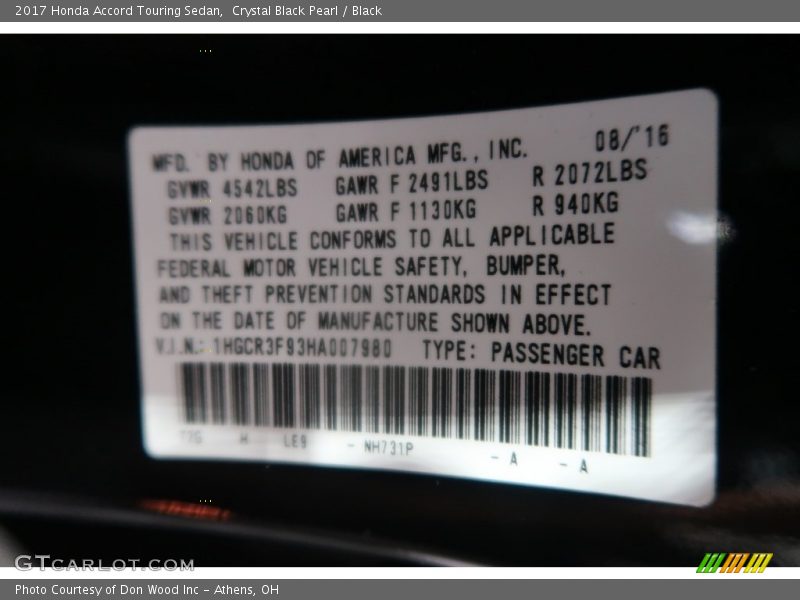 2017 Honda Accord Touring Sedan, Crystal Black Pearl / Black
08/'16
MFD. BY HONDA OF AMERICA MFG., INC.
GVWR 4542LBS GAWR F 2491LBS R 2072LBS
GVWR 2060KG GAWR F 1130KG R 940KG
THIS VEHICLE CONFORMS TO ALL APPLICABLE
FEDERAL MOTOR VEHICLE SAFETY, BUMPER,
AND THEFT PREVENTION STANDARDS IN EFFECT
ON THE DATE OF MANUFACTURE SHOWN ABOVE.
V.I.N.: 1HGCR3F93HA007980 TYPE: PASSENGER CAR
H LE9 - NH731P - A - A
GTCARLOT.COM
Photo Courtesy of Don Wood Inc - Athens, OH